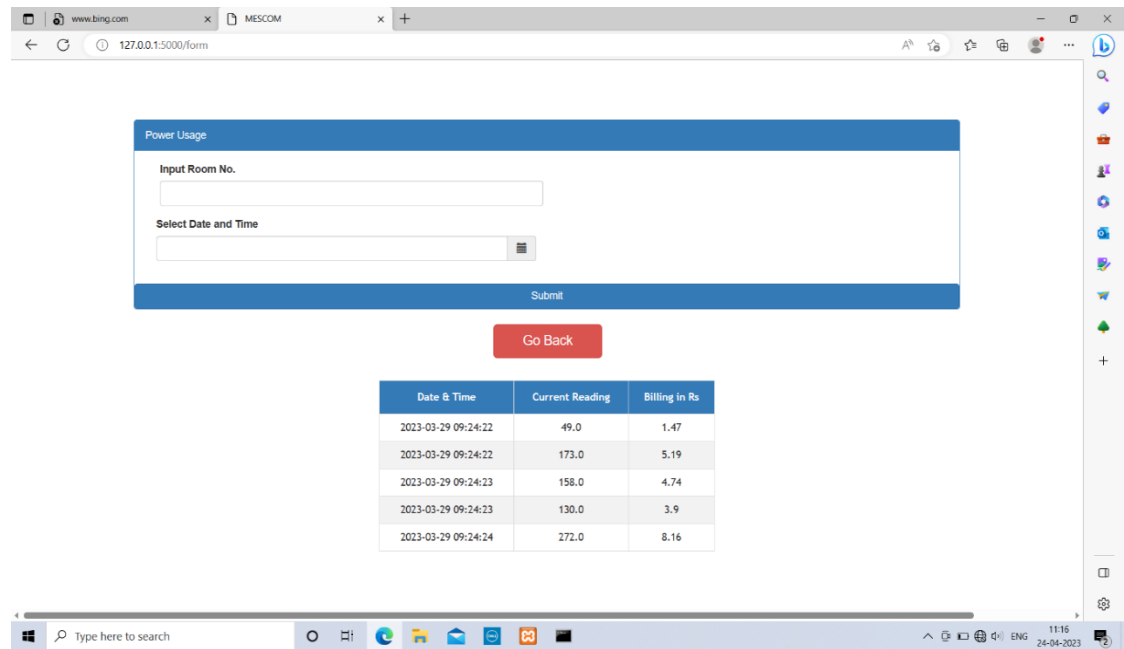 www.bing.com
MESCOM
127.0.0.1:5000/form
Power Usage
Input Room No.
Select Date and Time
Submit
Go Back
Date & Time Current Reading Billing in Rs
2023-03-29 09:24:22 49.0 1.47
2023-03-29 09:24:22 173.0 5.19
2023-03-29 09:24:23 158.0 4.74
2023-03-29 09:24:23 130.0 3.9
2023-03-29 09:24:24 272.0 8.16
Type here to search
ENG
11:16
24-04-2023
2